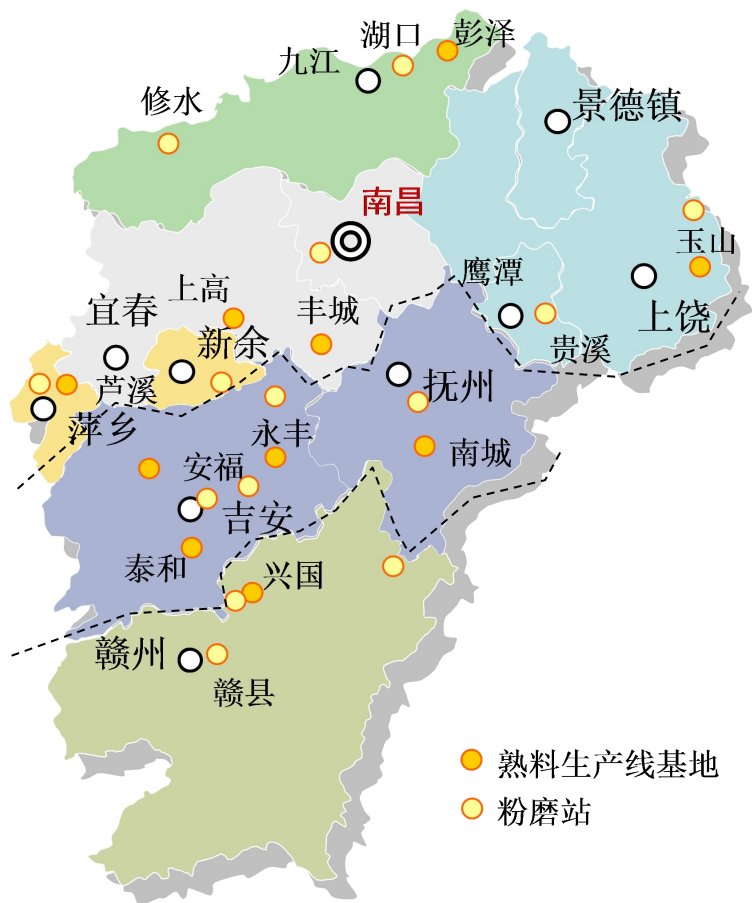 彭泽
湖口
九江
修水
景德镇
南昌
玉山
鹰潭
上高
宜春
丰城
上饶
新余
贵溪
芦溪
抚州
萍乡
永丰
南城
安福
吉安
泰和
兴国
赣州
赣县
熟料生产线基地
粉磨站